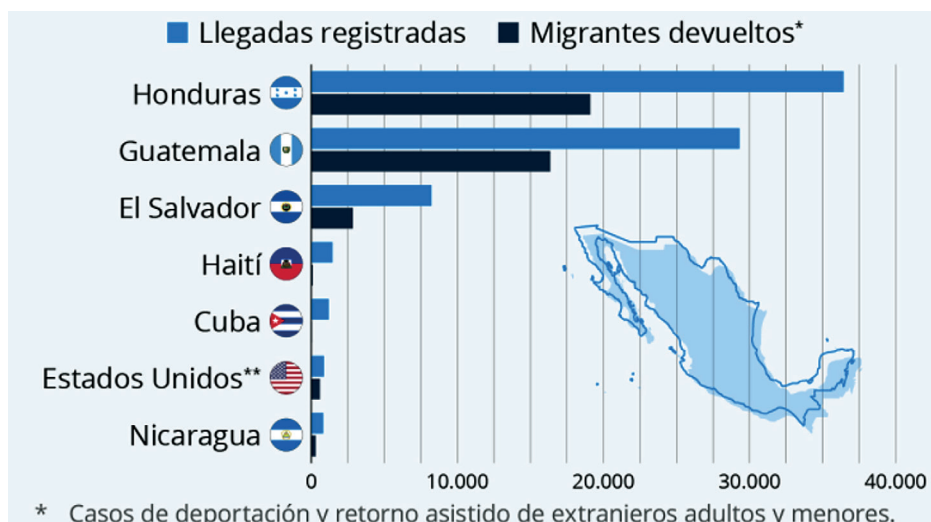 Llegadas registradas Migrantes devueltos*
Honduras
Guatemala
El Salvador
Haití
Cuba
Estados Unidos**
Nicaragua
0 10.000 20.000 30.000 40.000
* Casos de deportación y retorno asistido de extranjeros adultos y menores.